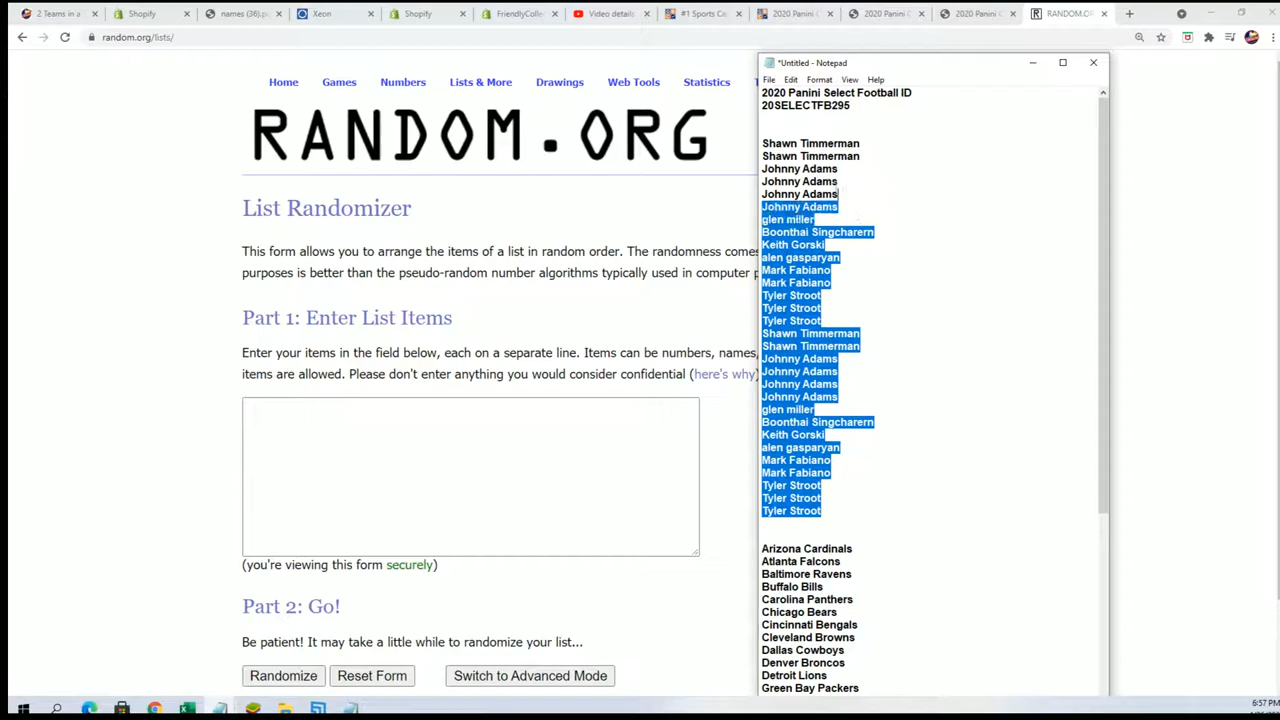 2 Teams in a
Shopify
names (36).p
Xeon
Shopify
FriendlyColle
Video details
#1 Sports Ca
2020 Panini C
2020 Panini C
2020 Panini C
RANDOM.OR
random.org/lists/
Home Games Numbers Lists & More Drawings Web Tools Statistics
RANDOM.ORG
List Randomizer
This form allows you to arrange the items of a list in random order. The randomness comes
purposes is better than the pseudo-random number algorithms typically used in computer p
Part 1: Enter List Items
Enter your items in the field below, each on a separate line. Items can be numbers, names,
items are allowed. Please don't enter anything you would consider confidential (here's why)
(you're viewing this form securely)
Part 2: Go!
Be patient! It may take a little while to randomize your list...
Randomize Reset Form Switch to Advanced Mode
*Untitled - Notepad
File Edit Format View Help
2020 Panini Select Football ID
20SELECTFB295
Shawn Timmerman
Shawn Timmerman
Johnny Adams
Johnny Adams
Johnny Adams
Johnny Adams
glen miller
Boonthai Singcharern
Keith Gorski
alen gasparyan
Mark Fabiano
Mark Fabiano
Tyler Stroot
Tyler Stroot
Tyler Stroot
Shawn Timmerman
Shawn Timmerman
Johnny Adams
Johnny Adams
Johnny Adams
Johnny Adams
glen miller
Boonthai Singcharern
Keith Gorski
alen gasparyan
Mark Fabiano
Mark Fabiano
Tyler Stroot
Tyler Stroot
Tyler Stroot
Arizona Cardinals
Atlanta Falcons
Baltimore Ravens
Buffalo Bills
Carolina Panthers
Chicago Bears
Cincinnati Bengals
Cleveland Browns
Dallas Cowboys
Denver Broncos
Detroit Lions
Green Bay Packers
6:57 PM